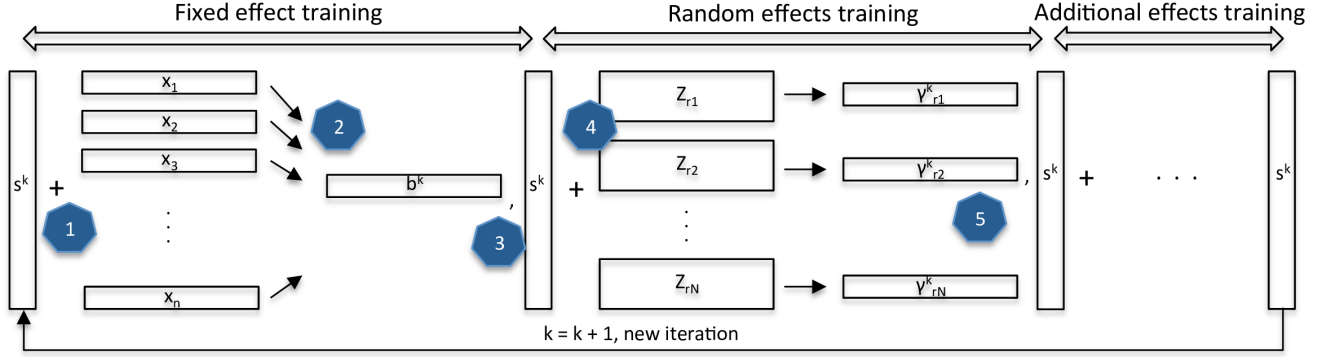 Fixed effect training
Random effects training
Additional effects training
s^k
+
1
x_1
x_2
x_3
⋮
x_n
2
b^k
,
3
s^k
+
4
Z_r1
Z_r2
⋮
Z_rN
γ^k_r1
γ^k_r2
γ^k_rN
5
,
s^k
+
. . .
s^k
k = k + 1, new iteration